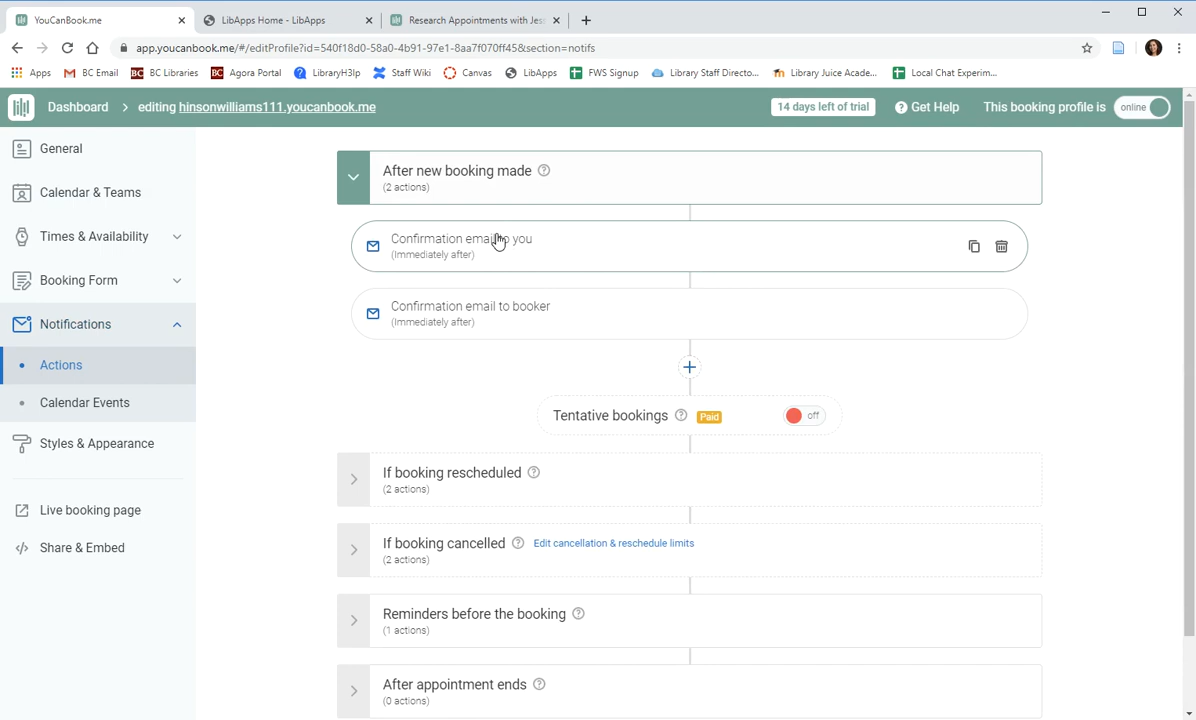 YouCanBook.me
LibApps Home - LibApps
Research Appointments with Jess
app.youcanbook.me/#/editProfile?id=540f18d0-58a0-4b91-97e1-8aa7f070ff45&section=notifs
Apps
BC Email
BC Libraries
Agora Portal
LibraryH3lp
Staff Wiki
Canvas
LibApps
FWS Signup
Library Staff Directo...
Library Juice Acade...
Local Chat Experim...
Dashboard > editing hinsonwilliams111.youcanbook.me
14 days left of trial
Get Help
This booking profile is online
General
Calendar & Teams
Times & Availability
Booking Form
Notifications
Actions
Calendar Events
Styles & Appearance
Live booking page
Share & Embed
After new booking made
(2 actions)
Confirmation email to you
(Immediately after)
Confirmation email to booker
(Immediately after)
Tentative bookings Paid off
If booking rescheduled
(2 actions)
If booking cancelled Edit cancellation & reschedule limits
(2 actions)
Reminders before the booking
(1 actions)
After appointment ends
(0 actions)